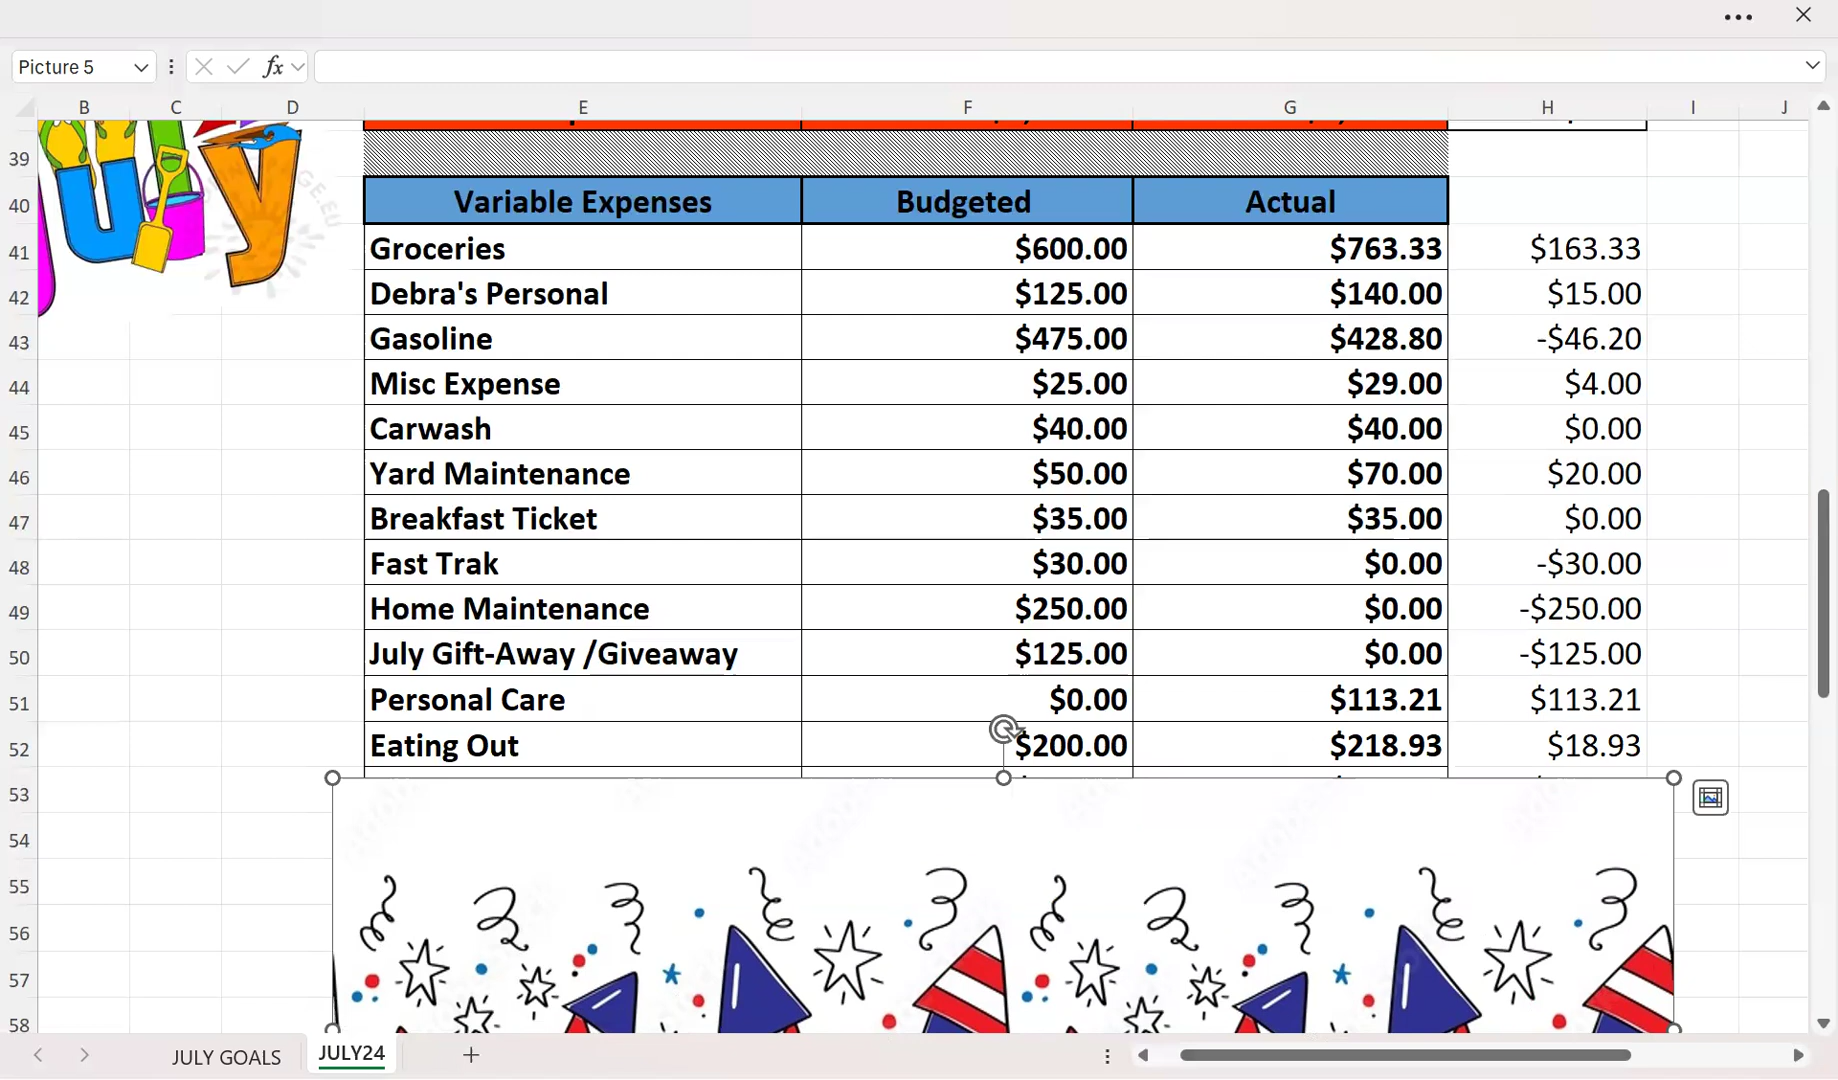 Picture 5 fx
B C D E F G H I J
39
40 Variable Expenses Budgeted Actual
41 Groceries $600.00 $763.33 $163.33
42 Debra's Personal $125.00 $140.00 $15.00
43 Gasoline $475.00 $428.80 -$46.20
44 Misc Expense $25.00 $29.00 $4.00
45 Carwash $40.00 $40.00 $0.00
46 Yard Maintenance $50.00 $70.00 $20.00
47 Breakfast Ticket $35.00 $35.00 $0.00
48 Fast Trak $30.00 $0.00 -$30.00
49 Home Maintenance $250.00 $0.00 -$250.00
50 July Gift-Away /Giveaway $125.00 $0.00 -$125.00
51 Personal Care $0.00 $113.21 $113.21
52 Eating Out $200.00 $218.93 $18.93
53
54
55
56
57
58
uly
JULY GOALS JULY24